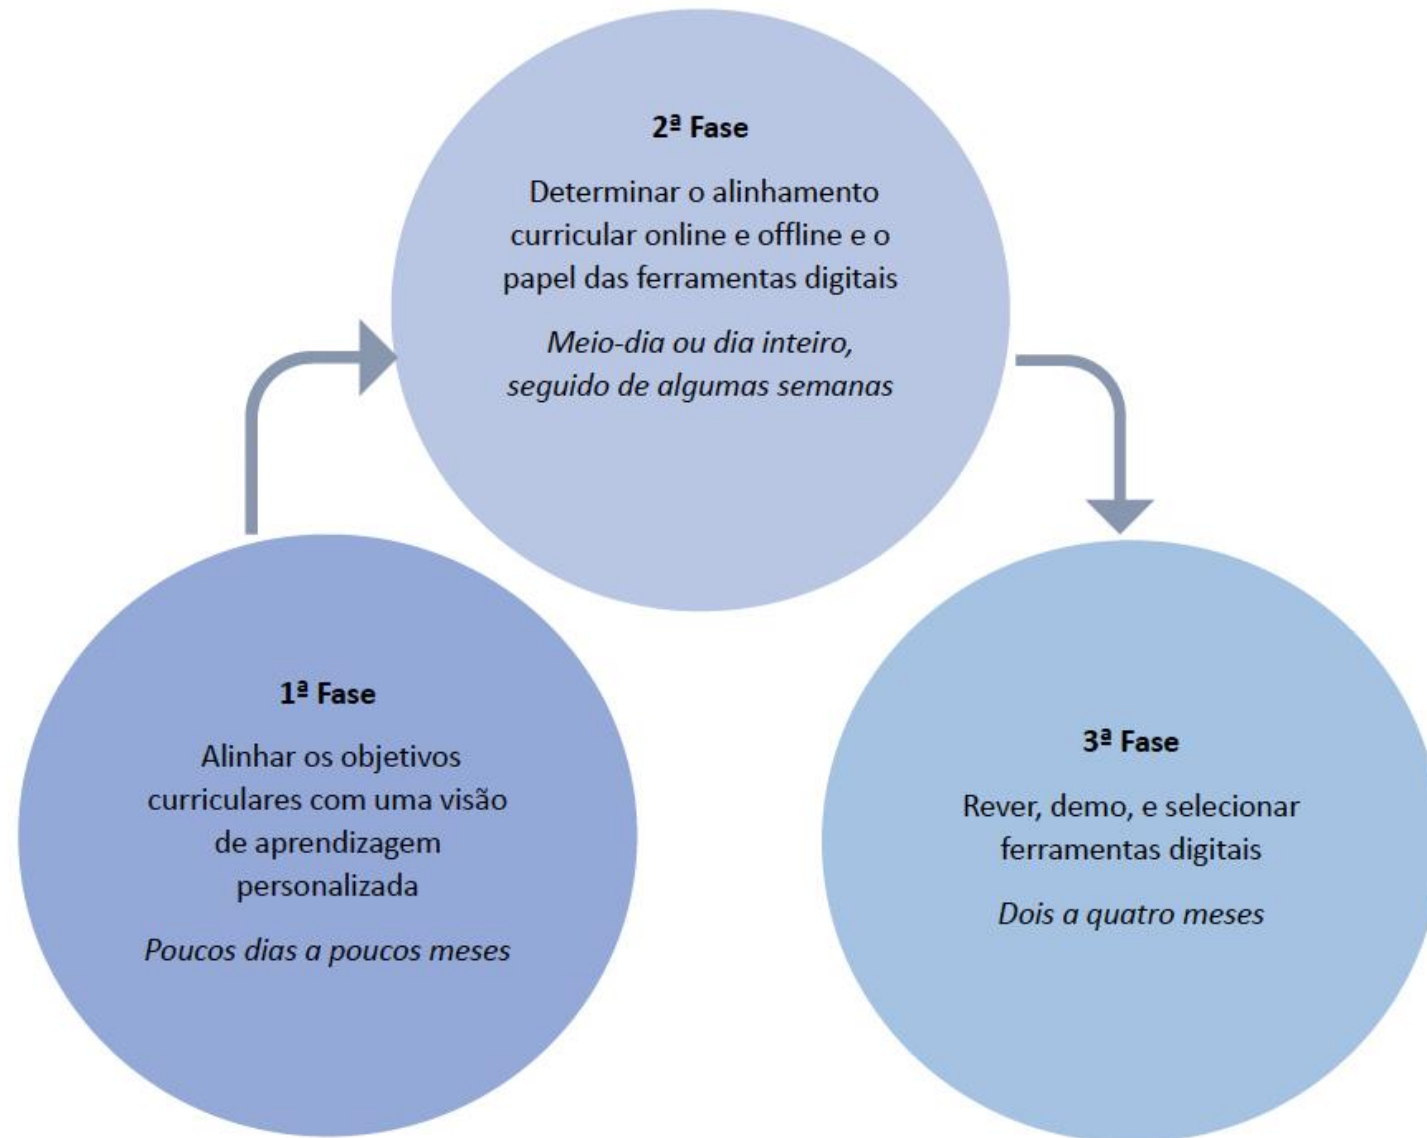 2ª Fase
Determinar o alinhamento
curricular online e offline e o
papel das ferramentas digitais
Meio-dia ou dia inteiro,
seguido de algumas semanas
1ª Fase
Alinhar os objetivos
curriculares com uma visão
de aprendizagem
personalizada
Poucos dias a poucos meses
3ª Fase
Rever, demo, e selecionar
ferramentas digitais
Dois a quatro meses